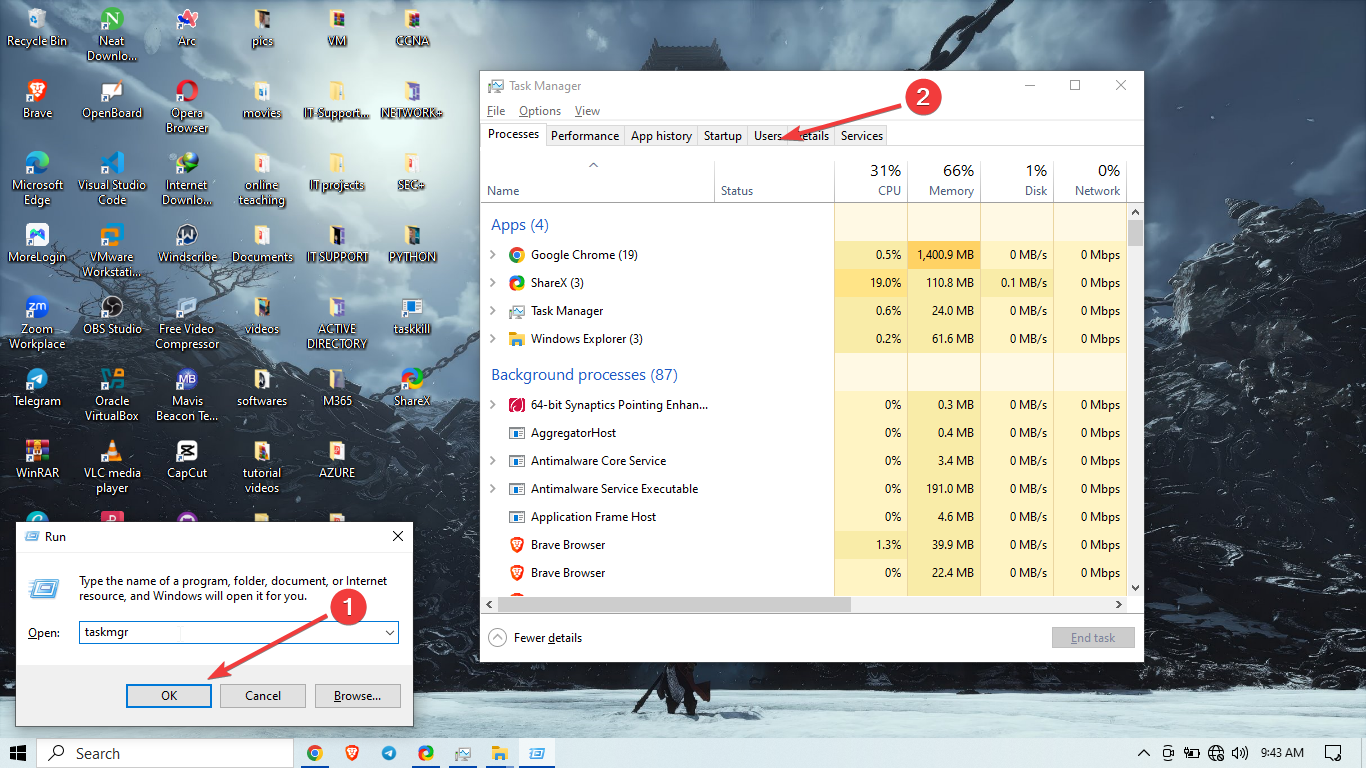 Recycle Bin
Neat
Downlo...
Arc
pics
VM
CCNA
Brave
OpenBoard
Opera
Browser
movies
IT-Support...
NETWORK+
Microsoft
Edge
Visual Studio
Code
Internet
Downlo...
online
teaching
IT projects
SEC+
MoreLogin
VMware
Workstati...
Windscribe
Documents
IT SUPPORT
PYTHON
Zoom
Workplace
OBS Studio
Free Video
Compressor
videos
ACTIVE
DIRECTORY
taskkill
Telegram
Oracle
VirtualBox
Mavis
Beacon Te...
softwares
M365
ShareX
WinRAR
VLC media
player
CapCut
tutorial
videos
AZURE
Task Manager
2
File Options View
Processes Performance App history Startup Users Details Services
31% 66% 1% 0%
Name Status CPU Memory Disk Network
Apps (4)
Google Chrome (19) 0.5% 1,400.9 MB 0 MB/s 0 Mbps
ShareX (3) 19.0% 110.8 MB 0.1 MB/s 0 Mbps
Task Manager 0.6% 24.0 MB 0 MB/s 0 Mbps
Windows Explorer (3) 0.2% 61.6 MB 0 MB/s 0 Mbps
Background processes (87)
64-bit Synaptics Pointing Enhan... 0% 0.3 MB 0 MB/s 0 Mbps
AggregatorHost 0% 0.4 MB 0 MB/s 0 Mbps
Antimalware Core Service 0% 3.4 MB 0 MB/s 0 Mbps
Antimalware Service Executable 0% 191.0 MB 0 MB/s 0 Mbps
Application Frame Host 0% 4.6 MB 0 MB/s 0 Mbps
Brave Browser 1.3% 39.9 MB 0 MB/s 0 Mbps
Brave Browser 0% 22.4 MB 0 MB/s 0 Mbps
Fewer details
End task
Run
Type the name of a program, folder, document, or Internet
resource, and Windows will open it for you.
1
Open: taskmgr
OK Cancel Browse...
Search
9:43 AM